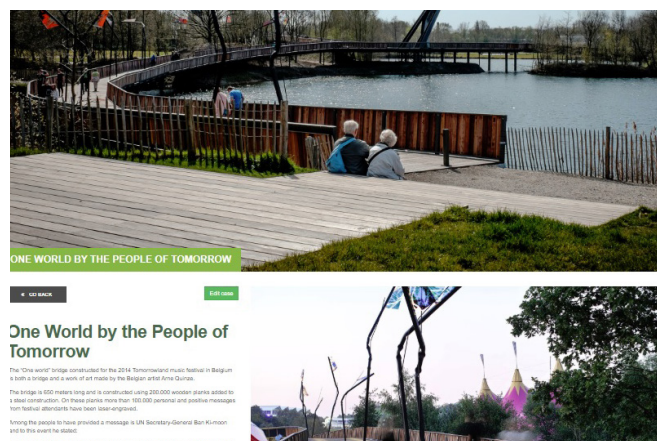 ONE WORLD BY THE PEOPLE OF TOMORROW
GO BACK
Edit case
One World by the People of
Tomorrow
The "One world" bridge constructed for the 2014 Tomorrowland music festival in Belgium
is both a bridge and a work of art made by the Belgian artist Arne Quinze.
The bridge is 650 meters long and is constructed using 200.000 wooden planks added to
a steel construction. On these planks more than 100.000 personal and positive messages
from festival attendants have been laser-engraved.
Among the people to have provided a message is UN Secretary-General Ban Ki-moon
and to this event he stated: